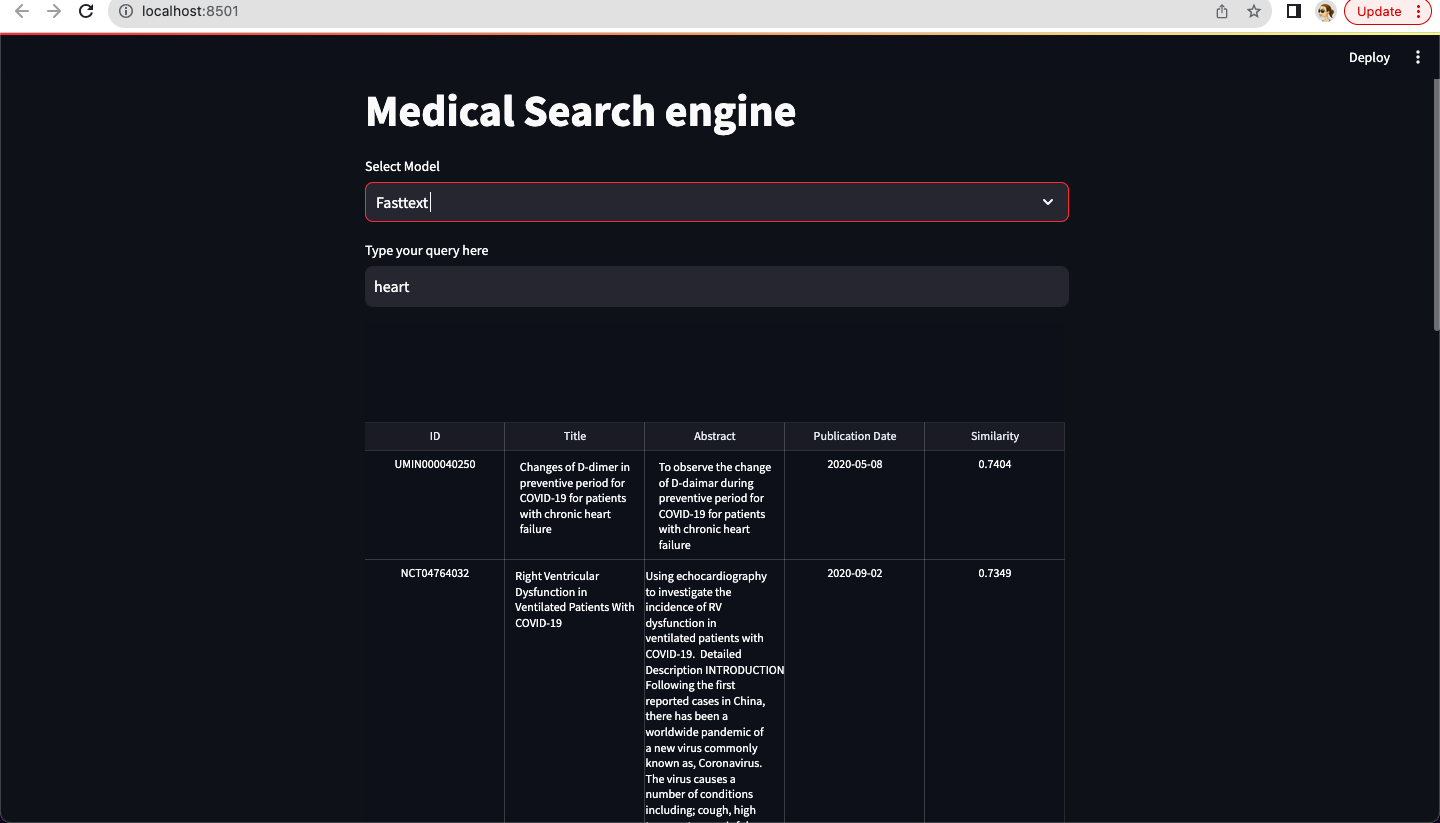 localhost:8501
Update
Deploy
Medical Search engine
Select Model
Fasttext
Type your query here
heart
ID Title Abstract Publication Date Similarity
UMIN000040250
Changes of D-dimer in
preventive period for
COVID-19 for patients
with chronic heart
failure
To observe the change
of D-daimar during
preventive period for
COVID-19 for patients
with chronic heart
failure
2020-05-08
0.7404
NCT04764032
Right Ventricular
Dysfunction in
Ventilated Patients With
COVID-19
Using echocardiography
to investigate the
incidence of RV
dysfunction in
ventilated patients with
COVID-19. Detailed
Description INTRODUCTION
Following the first
reported cases in China,
there has been a
worldwide pandemic of
a new virus commonly
known as, Coronavirus.
The virus causes a
number of conditions
including; cough, high
2020-09-02
0.7349